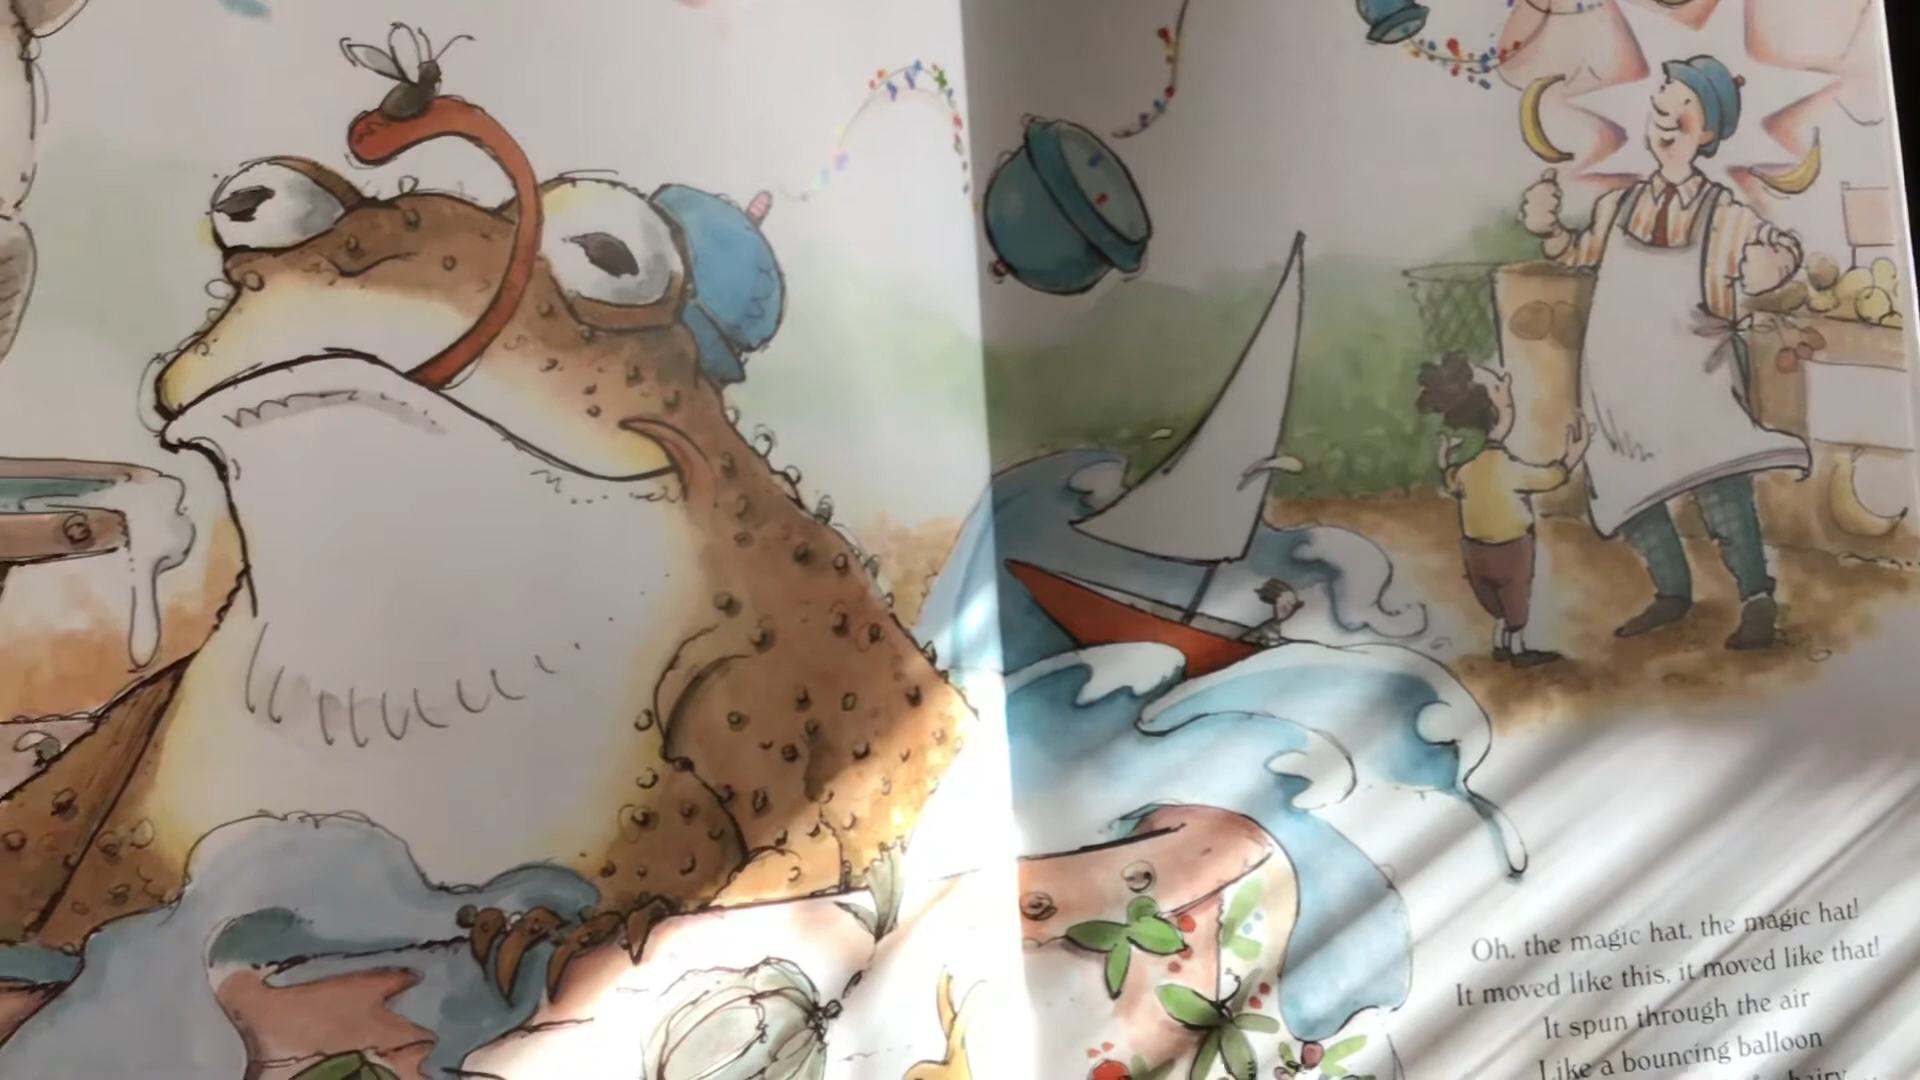 Oh, the magic hat, the magic hat!
It moved like this, it moved like that!
It spun through the air
Like a bouncing balloon
hairy